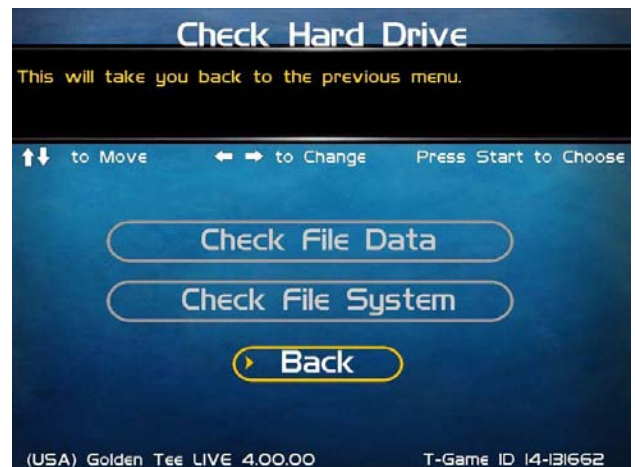 Check Hard Drive
This will take you back to the previous menu.
⬆⬇ to Move ⬅ ➡ to Change Press Start to Choose
Check File Data
Check File System
Back
(USA) Golden Tee LIVE 4.00.00 T-Game ID 14-131662